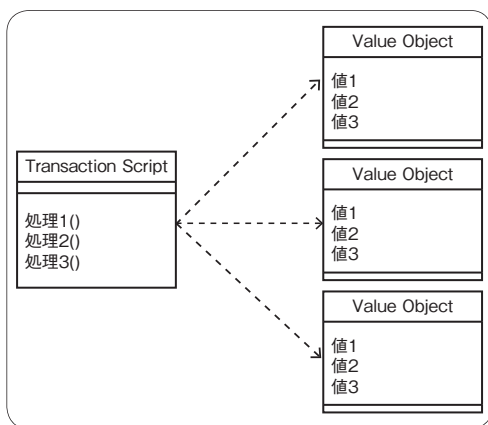 Transaction Script
処理1()
処理2()
処理3()
Value Object
値1
値2
値3
Value Object
値1
値2
値3
Value Object
値1
値2
値3